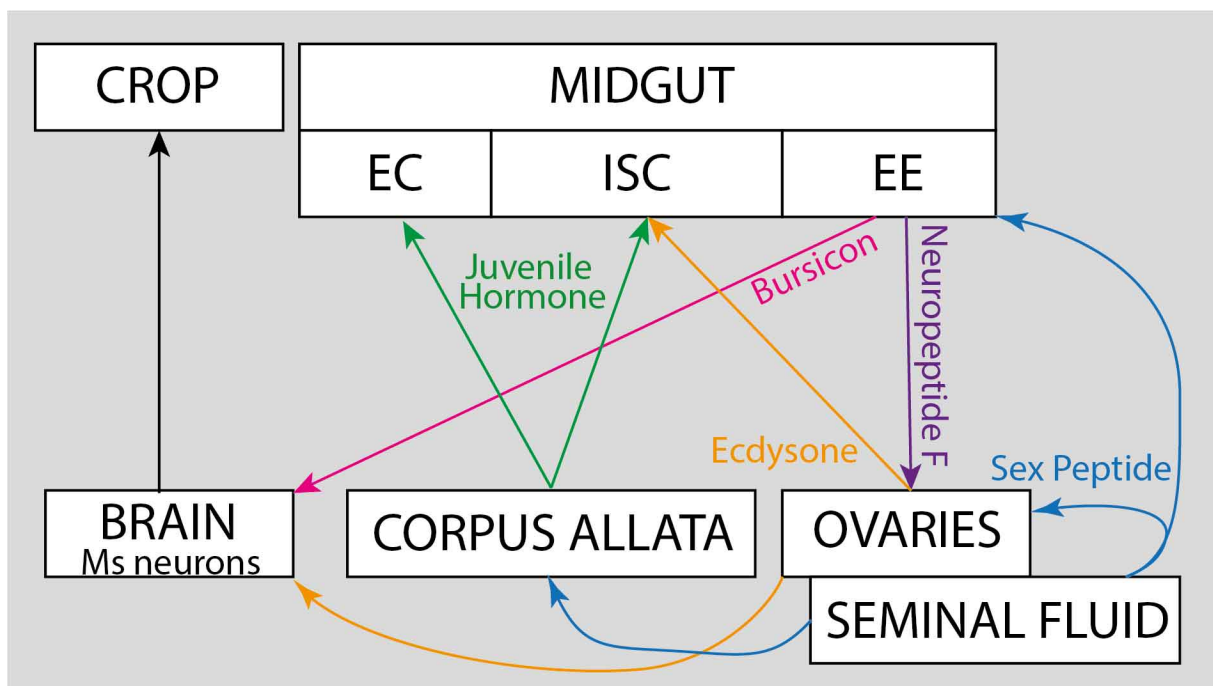 CROP
MIDGUT
EC
ISC
EE
Juvenile
Hormone
Bursicon
Neuropeptide F
Ecdysone
Sex Peptide
BRAIN
Ms neurons
CORPUS ALLATA
OVARIES
SEMINAL FLUID